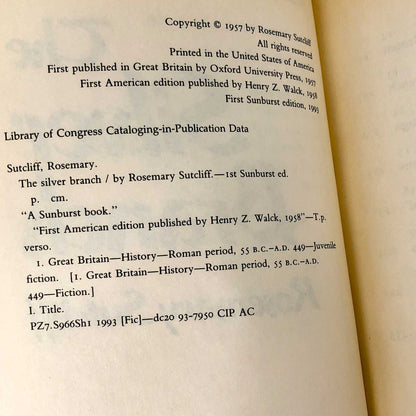 Copyright © 1957 by Rosemary Sutcliff
All rights reserved
Printed in the United States of America
First published in Great Britain by Oxford University Press, 1957
First American edition published by Henry Z. Walck, 1958
First Sunburst edition, 1993
Library of Congress Cataloging-in-Publication Data
Sutcliff, Rosemary.
The silver branch / by Rosemary Sutcliff.—1st Sunburst ed.
p. cm.
"A Sunburst book."
"First American edition published by Henry Z. Walck, 1958"—T.p.
verso.
1. Great Britain—History—Roman period, 55 B.C.–A.D. 449—Juvenile
fiction. [1. Great Britain—History—Roman period, 55 B.C.–A.D.
449—Fiction.]
I. Title.
PZ7.S966Sh1 1993 [Fic]—dc20 93-7950 CIP AC